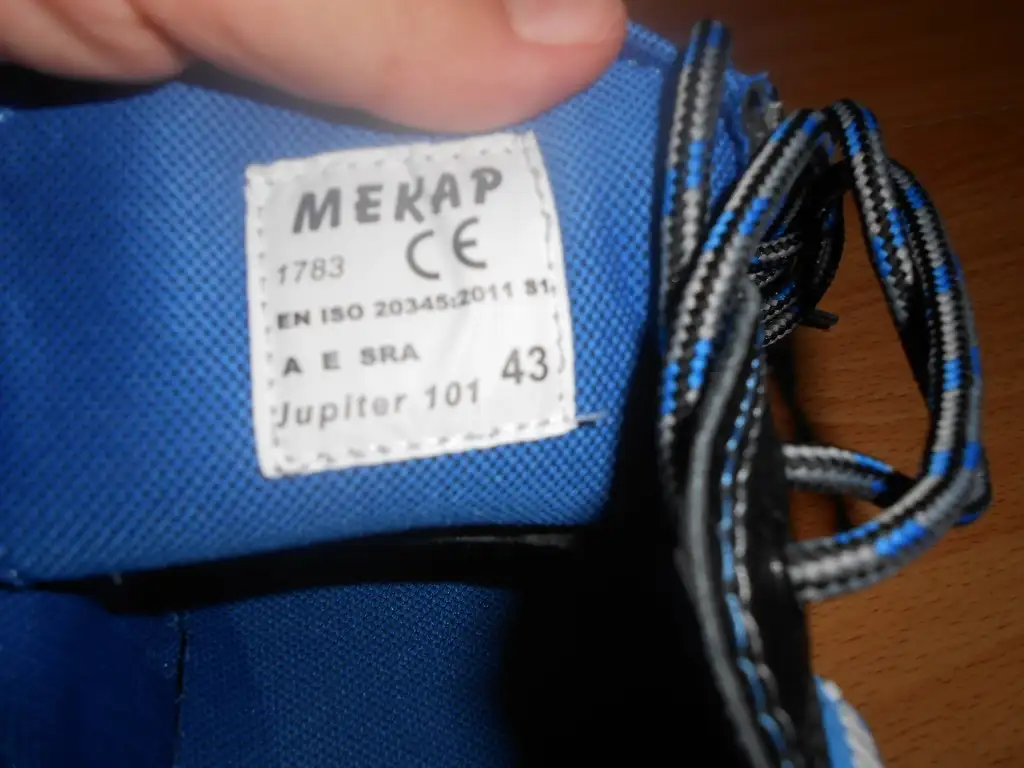 MEKAP
1783 CE
EN ISO 20345:2011 S1
A E SRA
Jupiter 101 43